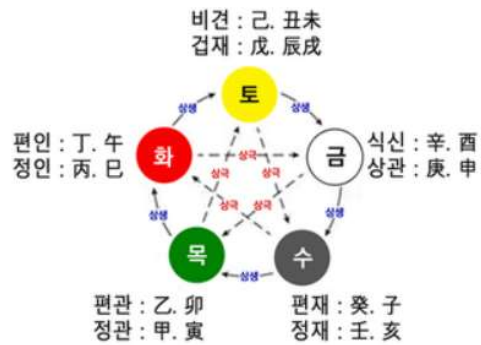 비견 : 己. 丑未
겁재 : 戊. 辰戌
토
상생
상생
편인 : 丁. 午
정인 : 丙. 巳
화
상극
금
식신 : 辛. 酉
상관 : 庚. 申
상극
상극
상생
상극
상극
상생
목
상생
수
편관 : 乙. 卯
정관 : 甲. 寅
편재 : 癸. 子
정재 : 壬. 亥